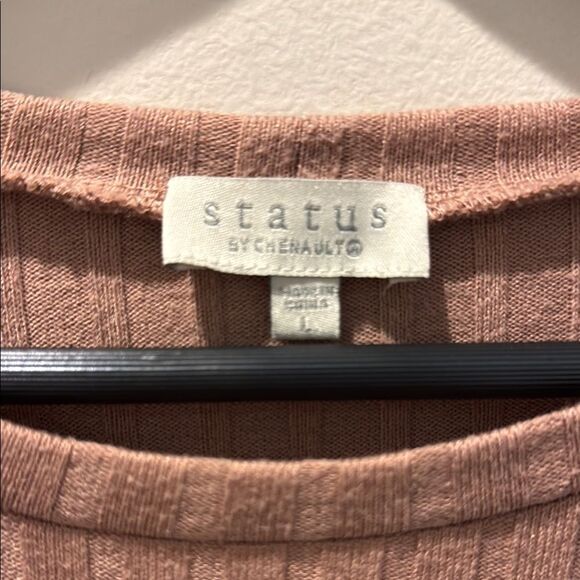 status
BY CHENAULT
MADE IN
CHINA
L